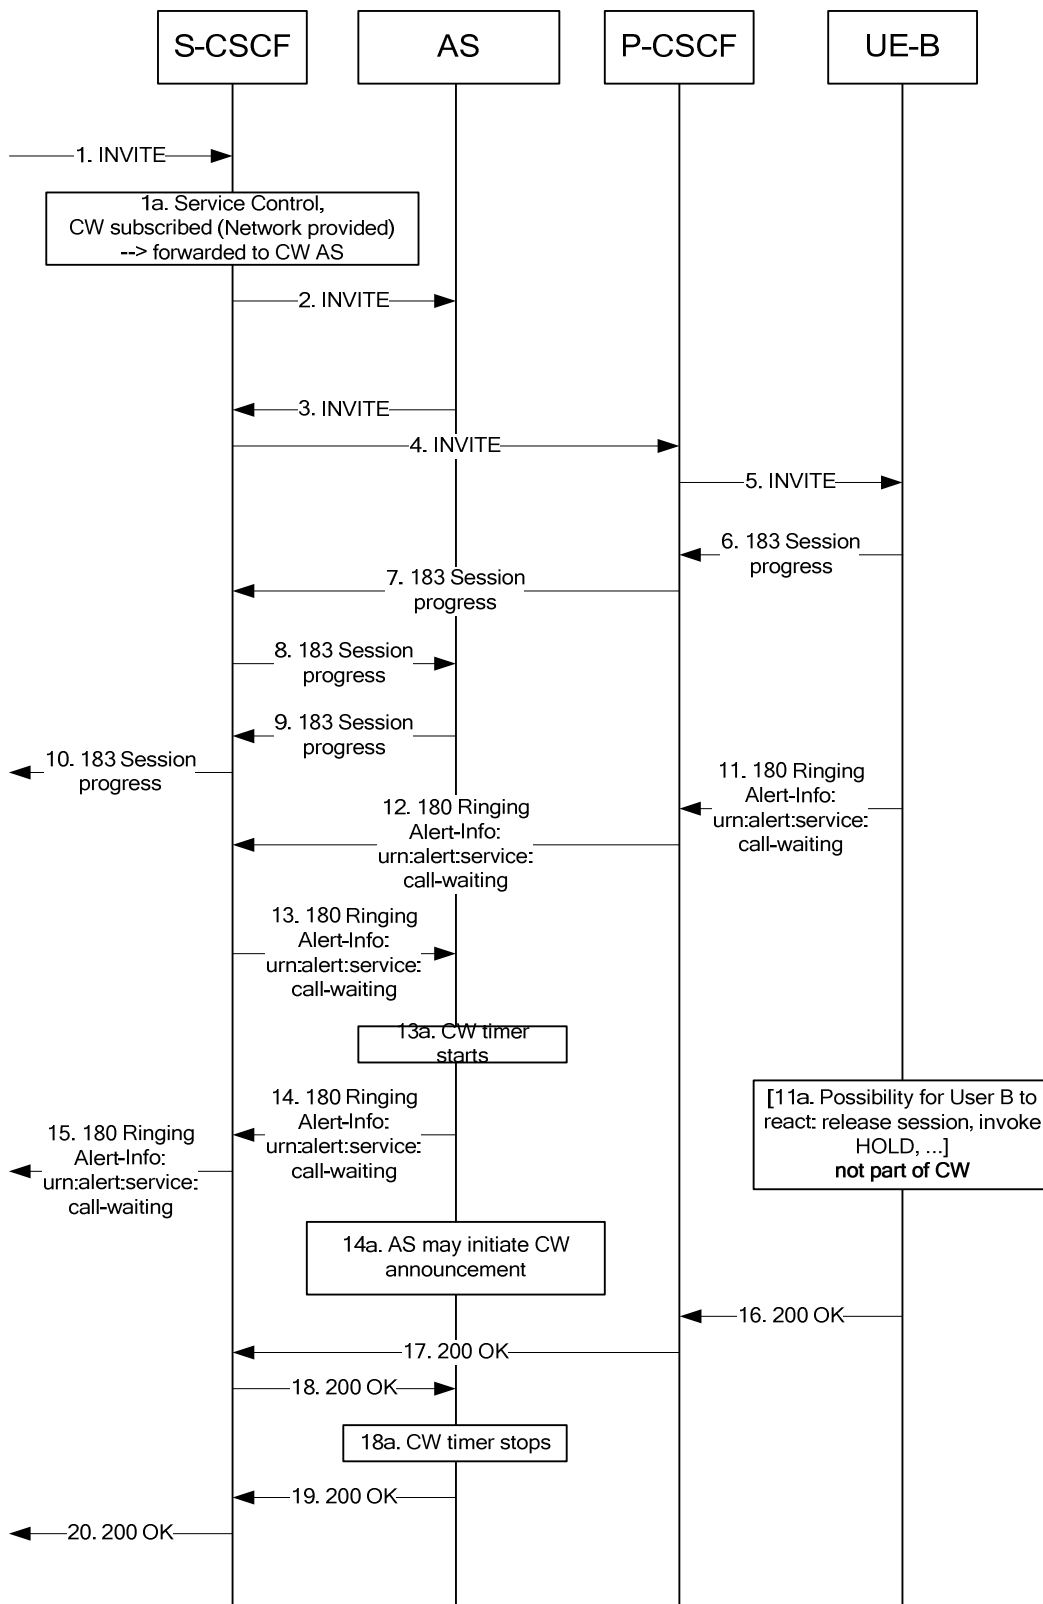 S-CSCF
AS
P-CSCF
UE-B
1. INVITE
1a. Service Control,
CW subscribed (Network provided)
--> forwarded to CW AS
2. INVITE
3. INVITE
4. INVITE
5. INVITE
6. 183 Session
progress
7. 183 Session
progress
8. 183 Session
progress
9. 183 Session
progress
10. 183 Session
progress
11. 180 Ringing
Alert-Info:
urn:alert:service:
call-waiting
12. 180 Ringing
Alert-Info:
urn:alert:service:
call-waiting
13. 180 Ringing
Alert-Info:
urn:alert:service:
call-waiting
13a. CW timer
starts
[11a. Possibility for User B to
react: release session, invoke
HOLD, ...]
not part of CW
14. 180 Ringing
Alert-Info:
urn:alert:service:
call-waiting
15. 180 Ringing
Alert-Info:
urn:alert:service:
call-waiting
14a. AS may initiate CW
announcement
16. 200 OK
17. 200 OK
18. 200 OK
18a. CW timer stops
19. 200 OK
20. 200 OK